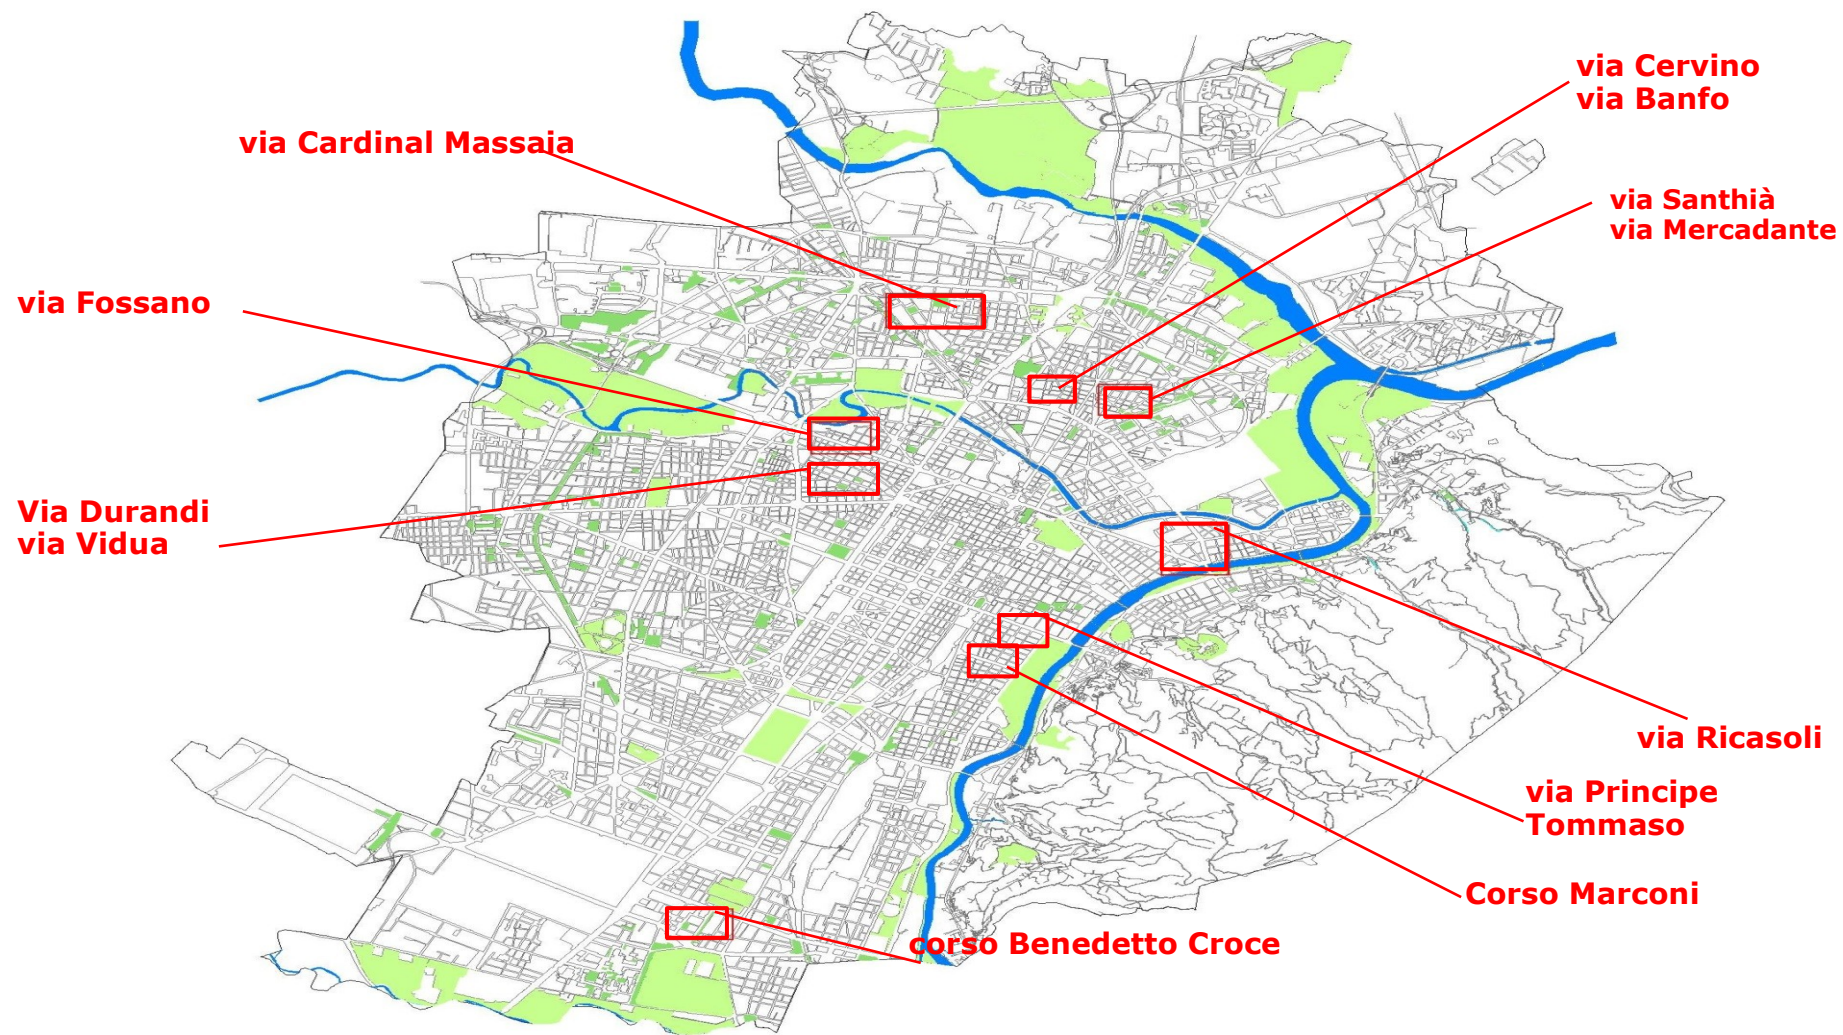 via Cervino
via Banfo
via Cardinal Massaia
via Santhià
via Mercadante
via Fossano
Via Durandi
via Vidua
via Ricasoli
via Principe
Tommaso
Corso Marconi
corso Benedetto Croce